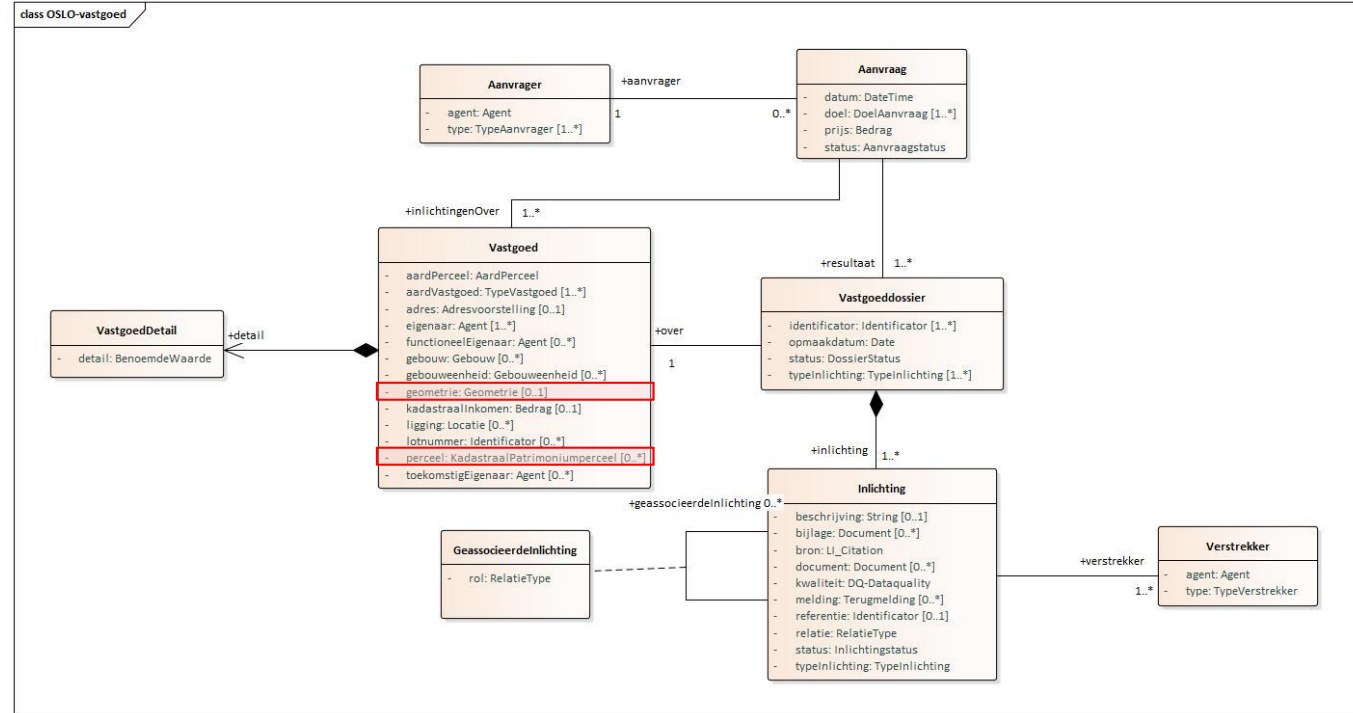 class OSLO-vastgoed
Aanvrager
- agent: Agent
- type: TypeAanvrager [1..*]
+aanvrager
1
0..*
Aanvraag
- datum: DateTime
- doel: DoelAanvraag [1..*]
- prijs: Bedrag
- status: Aanvraagstatus
+inlichtingenOver
1..*
+resultaat
1..*
Vastgoed
- aardPerceel: AardPerceel
- aardVastgoed: TypeVastgoed [1..*]
- adres: Adresvoorstelling [0..1]
- eigenaar: Agent [1..*]
- functioneelEigenaar: Agent [0..*]
- gebouw: Gebouw [0..*]
- gebouweenheid: Gebouweenheid [0..*]
- geometrie: Geometrie [0..1]
- kadastraalInkomen: Bedrag [0..1]
- ligging: Locatie [0..*]
- lotnummer: Identificator [0..*]
- perceel: KadastraalPatrimoniumperceel [0..*]
- toekomstigEigenaar: Agent [0..*]
VastgoedDetail
- detail: BenoemdeWaarde
+detail
+over
1
Vastgoeddossier
- identificator: Identificator [1..*]
- opmaakdatum: Date
- status: DossierStatus
- typeInlichting: TypeInlichting [1..*]
+inlichting
1..*
+geassocieerdeInlichting 0..*
Inlichting
- beschrijving: String [0..1]
- bijlage: Document [0..*]
- bron: LI_Citation
- document: Document [0..*]
- kwaliteit: DQ-Dataquality
- melding: Terugmelding [0..*]
- referentie: Identificator [0..1]
- relatie: RelatieType
- status: Inlichtingstatus
- typeInlichting: TypeInlichting
GeassocieerdeInlichting
- rol: RelatieType
+verstrekker
1..*
Verstrekker
- agent: Agent
- type: TypeVerstrekker